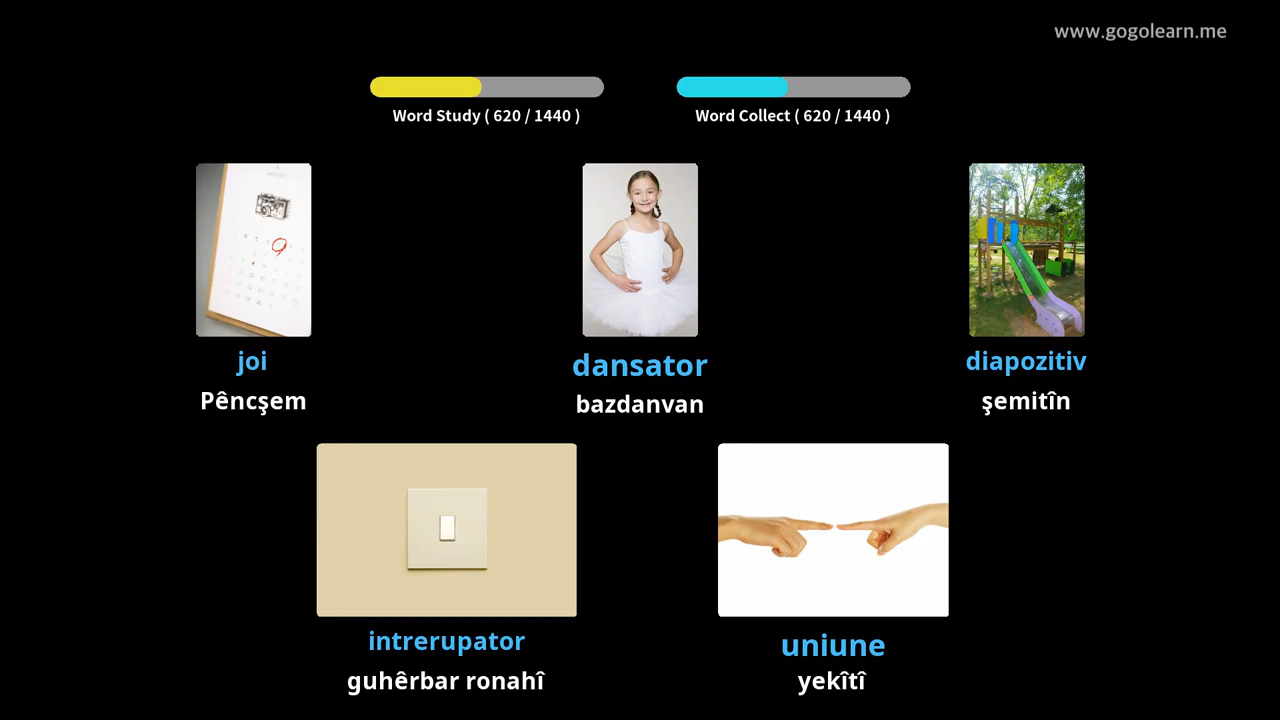 www.gogolearn.me
Word Study ( 620 / 1440 )
Word Collect ( 620 / 1440 )
joi
Pêncşem
dansator
bazdanvan
diapozitiv
şemitîn
intrerupator
guhêrbar ronahî
uniune
yekîtî